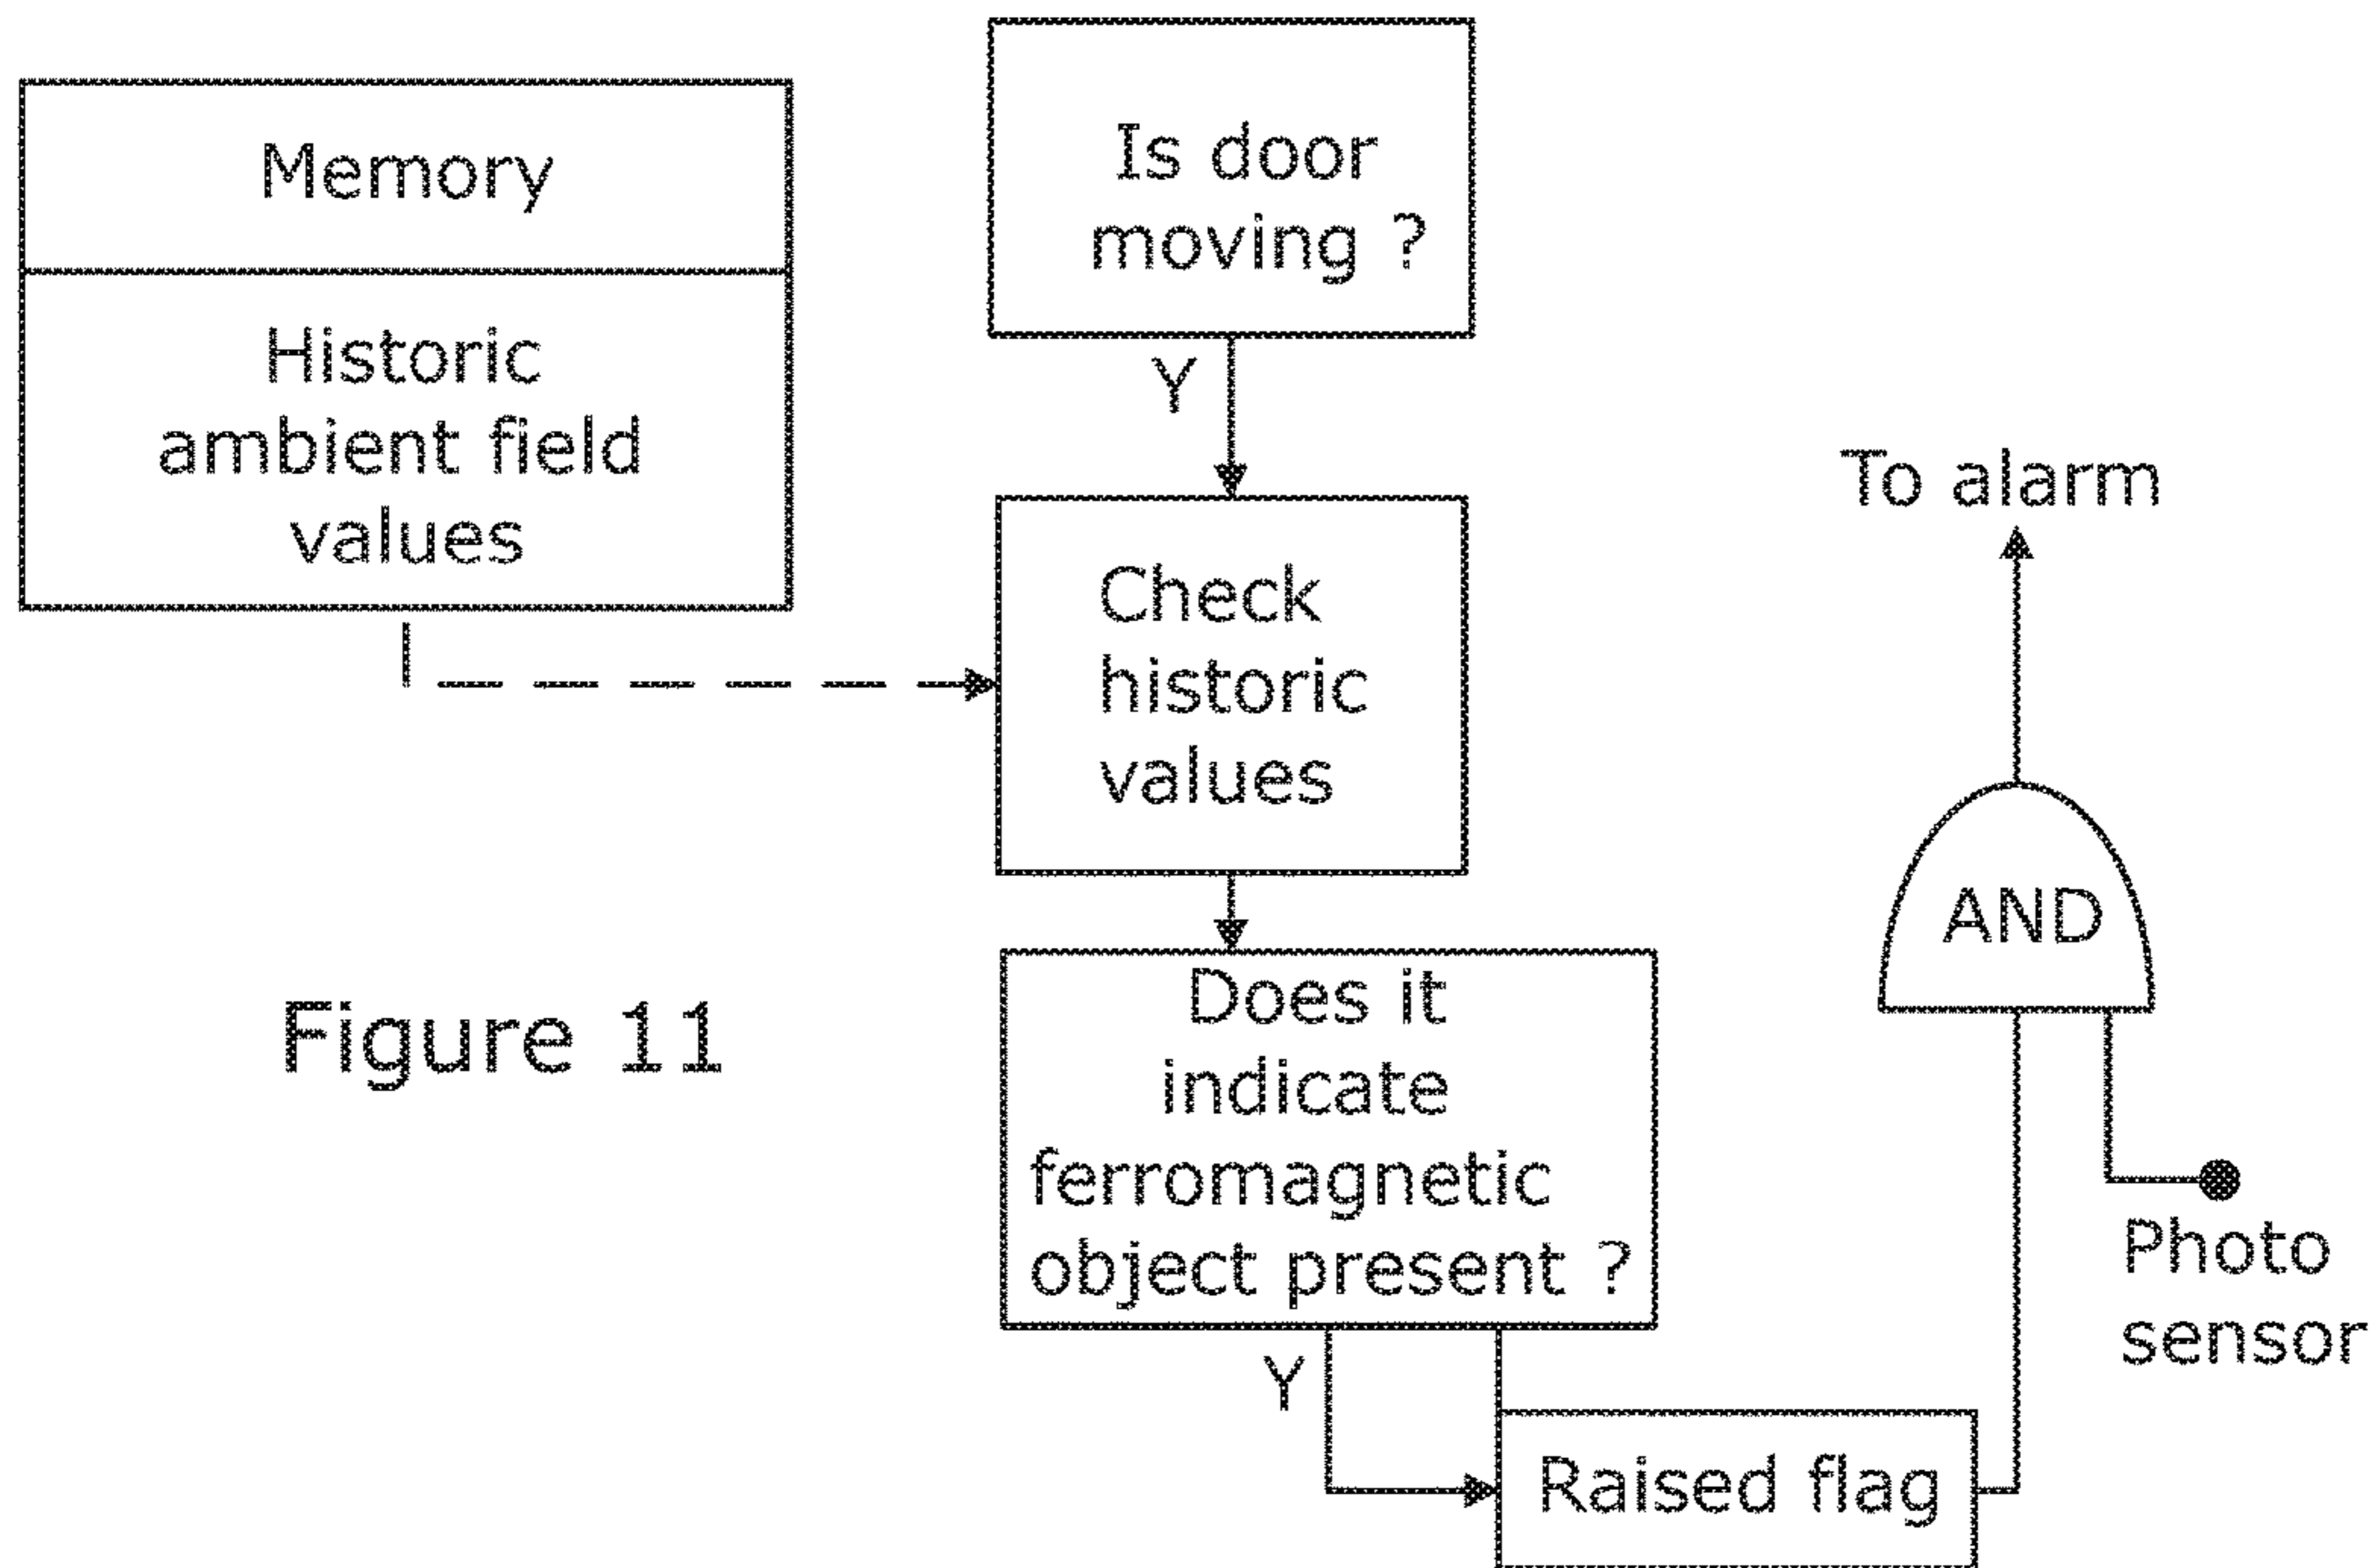 Memory
Historic
ambient field
values
Is door
moving ?
Y
Check
historic
values
Does it
indicate
ferromagnetic
object present ?
Y
Raised flag
To alarm
AND
Photo
sensor
Figure 11